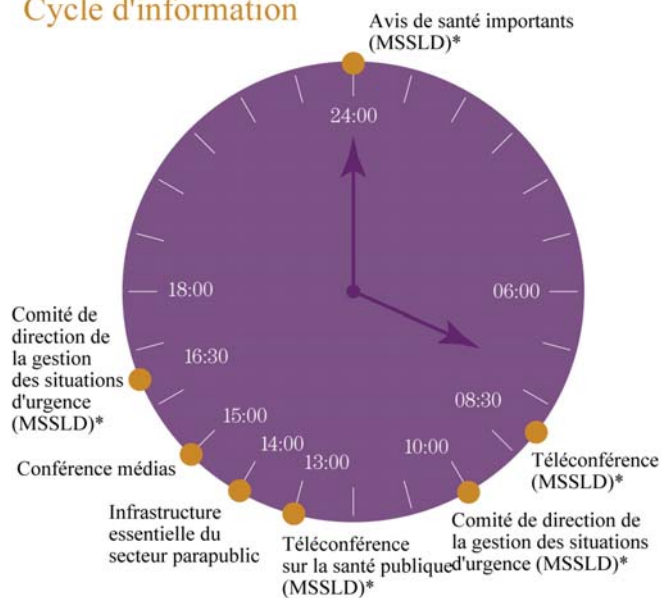 Cycle d'information
Avis de santé importants
(MSSLD)*
24:00
18:00
06:00
Comité de
direction de
la gestion
des situations
d'urgence
(MSSLD)*
16:30
08:30
15:00
14:00
13:00
10:00
Conférence médias
Infrastructure
essentielle du
secteur parapublic
Téléconférence
sur la santé publique
(MSSLD)*
Comité de direction de
la gestion des situations
d'urgence (MSSLD)*
Téléconférence
(MSSLD)*